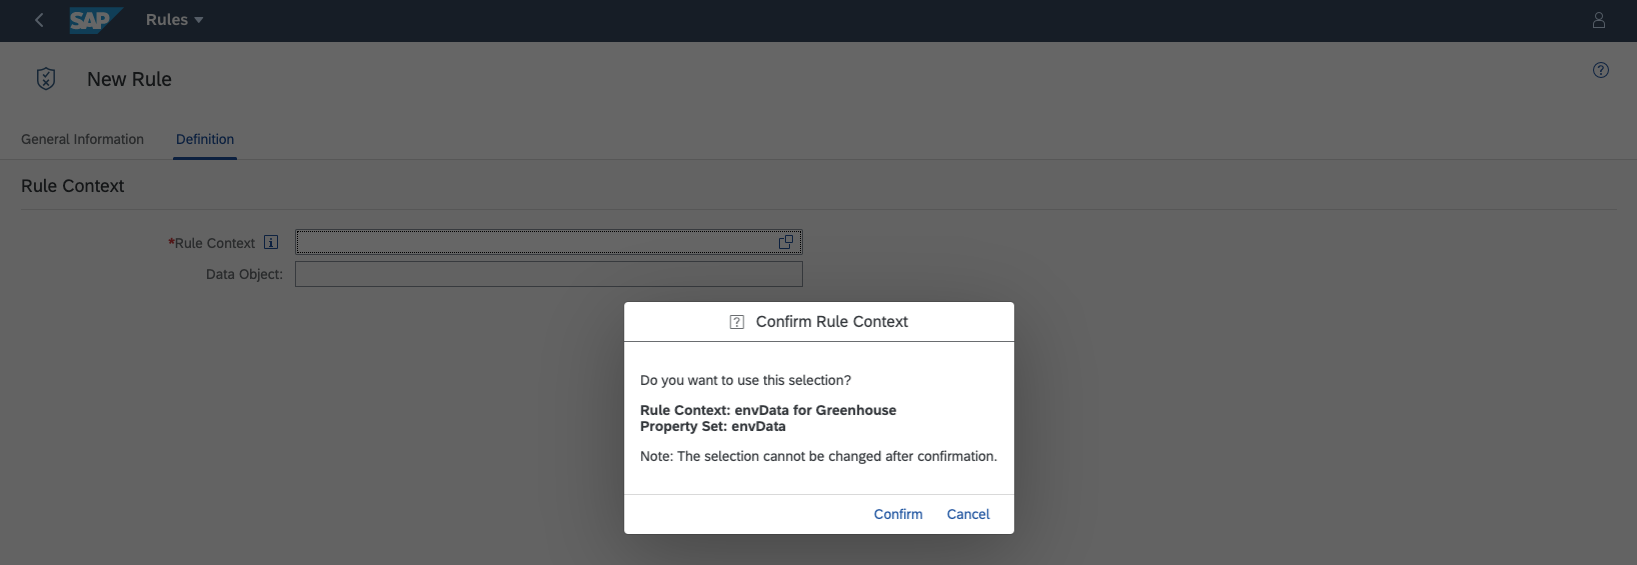 SAP Rules
New Rule
General Information Definition
Rule Context
*Rule Context
Data Object:
Confirm Rule Context
Do you want to use this selection?
Rule Context: envData for Greenhouse
Property Set: envData
Note: The selection cannot be changed after confirmation.
Confirm Cancel